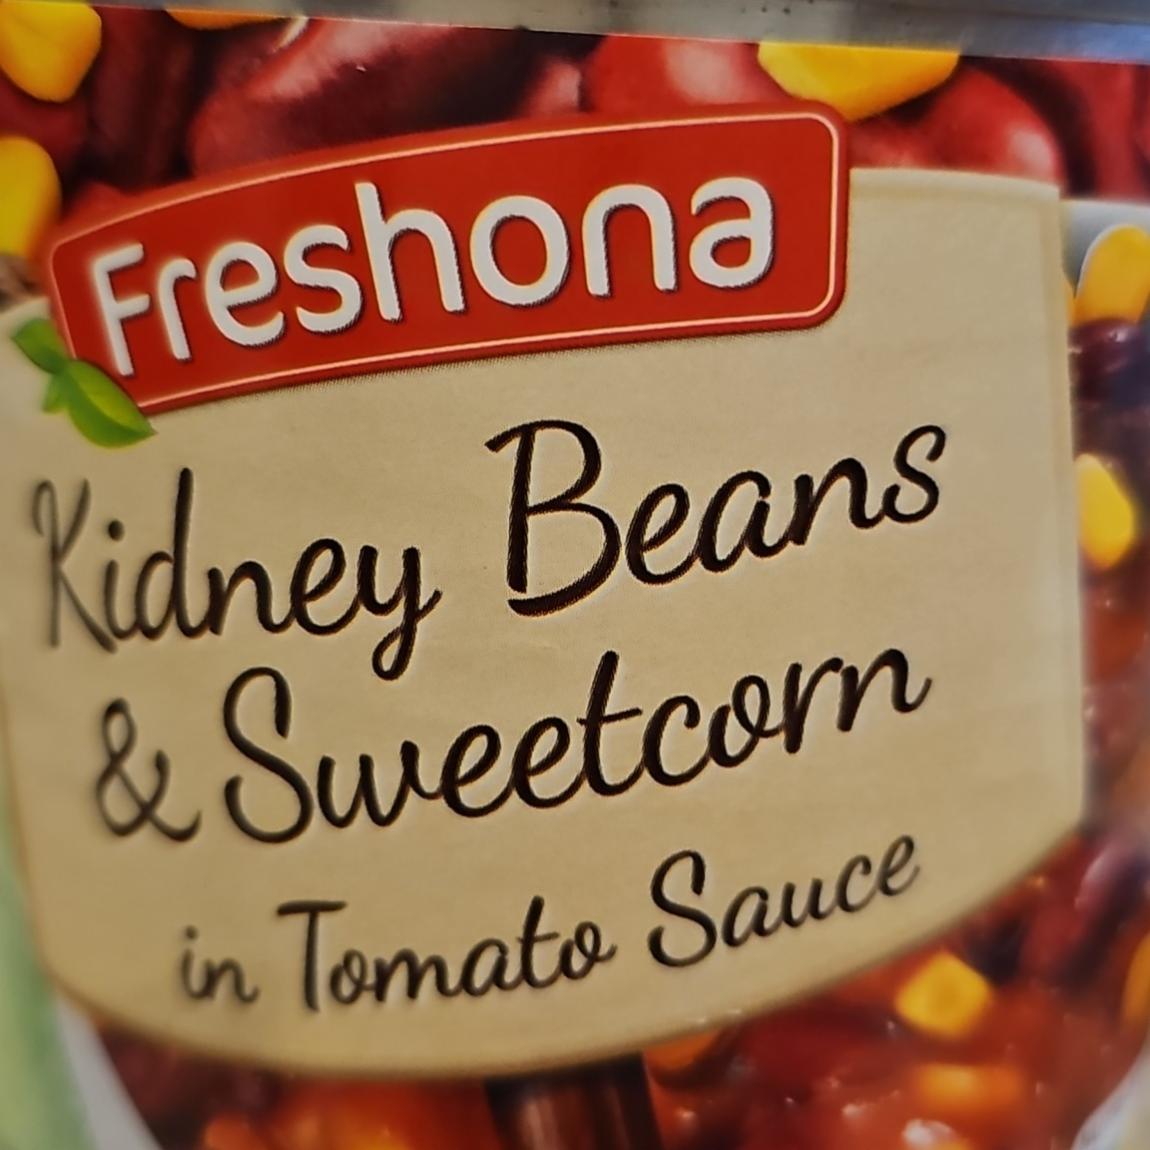 Freshona
Kidney Beans
& Sweetcorn
in Tomato Sauce